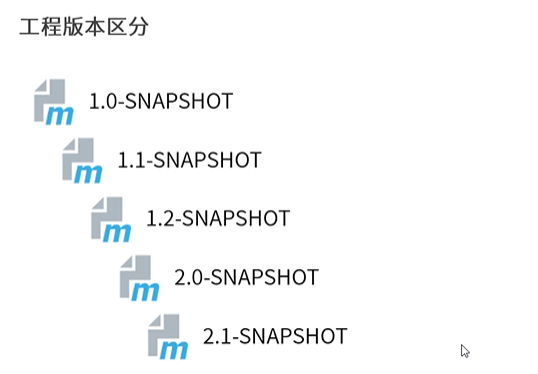 工程版本区分
m 1.0-SNAPSHOT
m 1.1-SNAPSHOT
m 1.2-SNAPSHOT
m 2.0-SNAPSHOT
m 2.1-SNAPSHOT